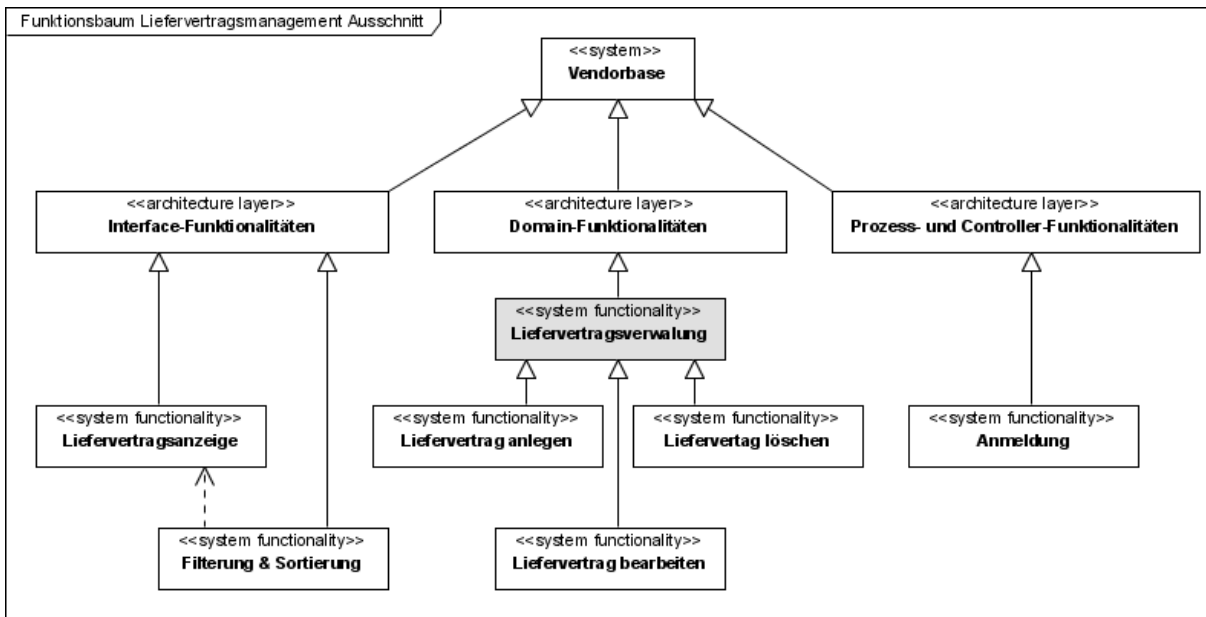 Funktionsbaum Liefervertragsmanagement Ausschnitt
<<system>>
Vendorbase
<<architecture layer>>
Interface-Funktionalitäten
<<architecture layer>>
Domain-Funktionalitäten
<<architecture layer>>
Prozess- und Controller-Funktionalitäten
<<system functionality>>
Liefervertragsverwalung
<<system functionality>>
Liefervertragsanzeige
<<system functionality>>
Liefervertrag anlegen
<<system functionality>>
Liefervertag löschen
<<system functionality>>
Anmeldung
<<system functionality>>
Filterung & Sortierung
<<system functionality>>
Liefervertrag bearbeiten